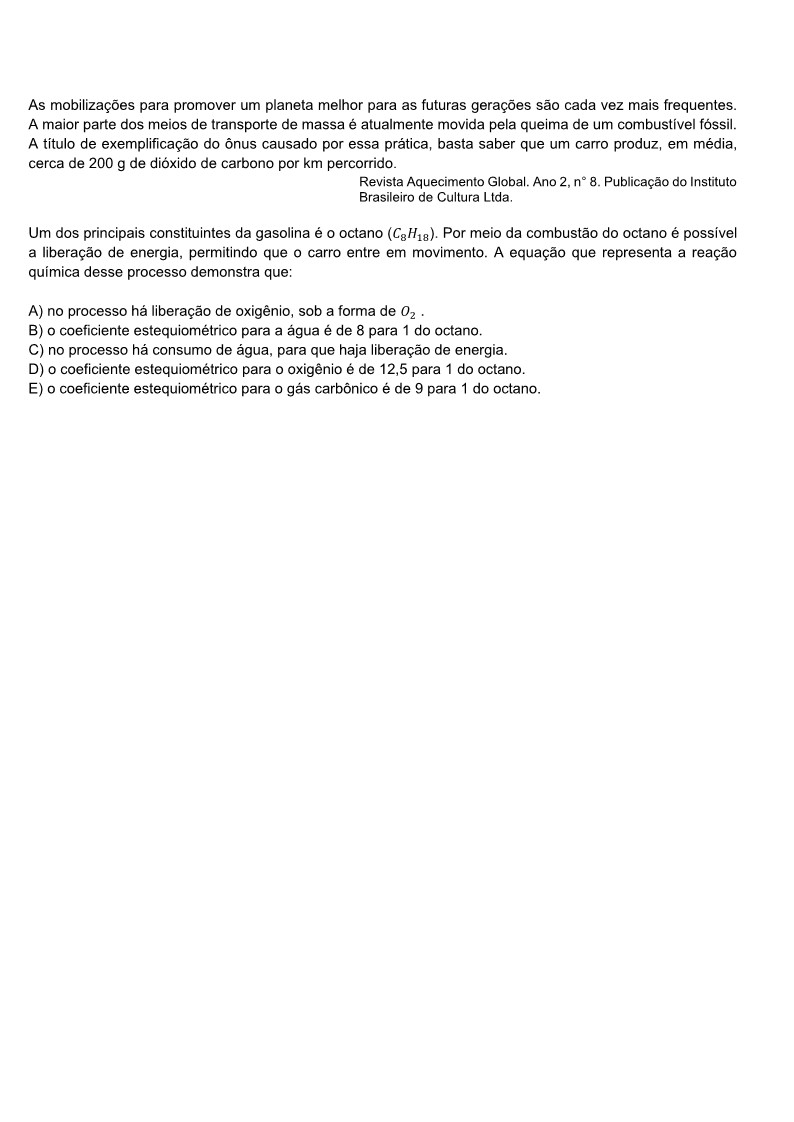 As mobilizações para promover um planeta melhor para as futuras gerações são cada vez mais frequentes.
A maior parte dos meios de transporte de massa é atualmente movida pela queima de um combustível fóssil.
A título de exemplificação do ônus causado por essa prática, basta saber que um carro produz, em média,
cerca de 200 g de dióxido de carbono por km percorrido.
Revista Aquecimento Global. Ano 2, n° 8. Publicação do Instituto
Brasileiro de Cultura Ltda.
Um dos principais constituintes da gasolina é o octano (C₈H₁₈). Por meio da combustão do octano é possível
a liberação de energia, permitindo que o carro entre em movimento. A equação que representa a reação
química desse processo demonstra que:
A) no processo há liberação de oxigênio, sob a forma de O₂ .
B) o coeficiente estequiométrico para a água é de 8 para 1 do octano.
C) no processo há consumo de água, para que haja liberação de energia.
D) o coeficiente estequiométrico para o oxigênio é de 12,5 para 1 do octano.
E) o coeficiente estequiométrico para o gás carbônico é de 9 para 1 do octano.